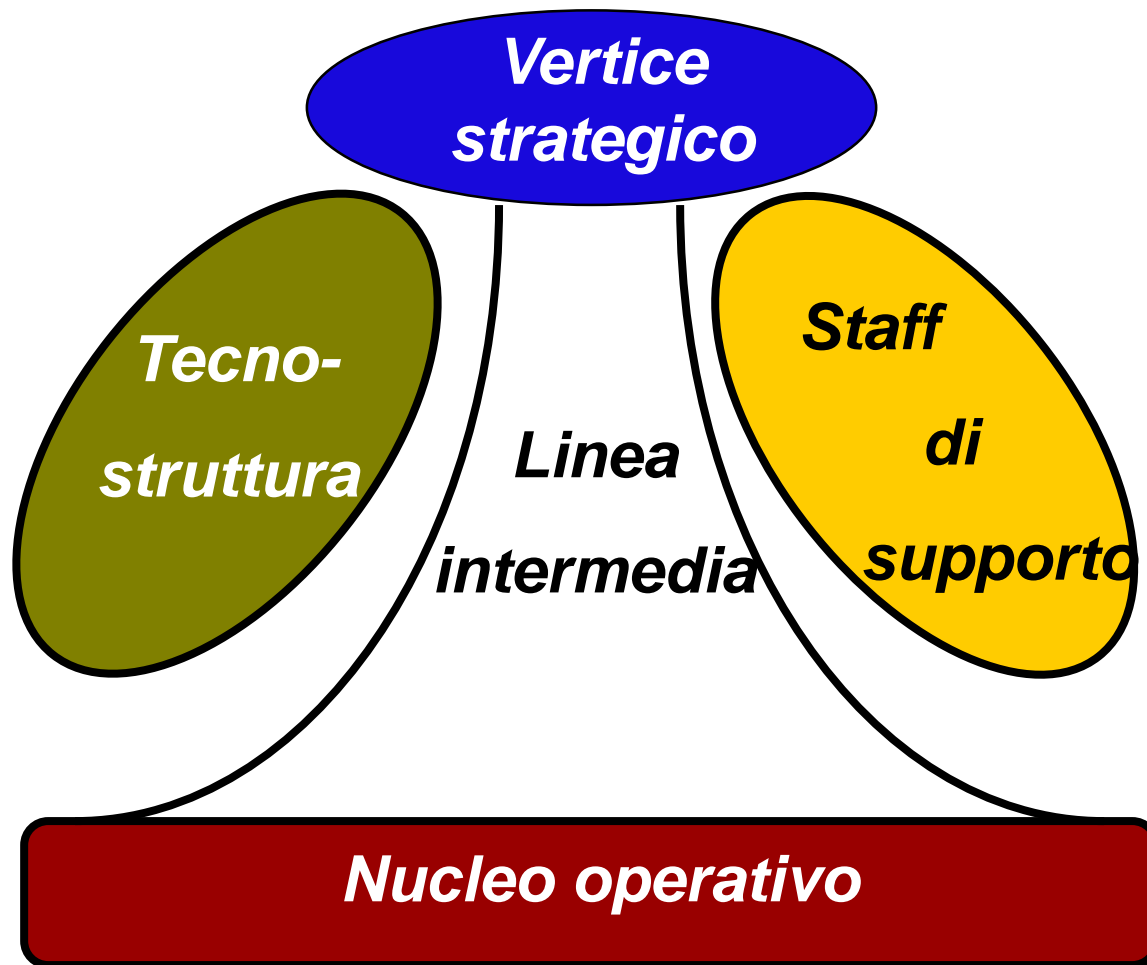 Vertice
strategico
Tecno-
struttura
Linea
intermedia
Staff
di
supporto
Nucleo operativo